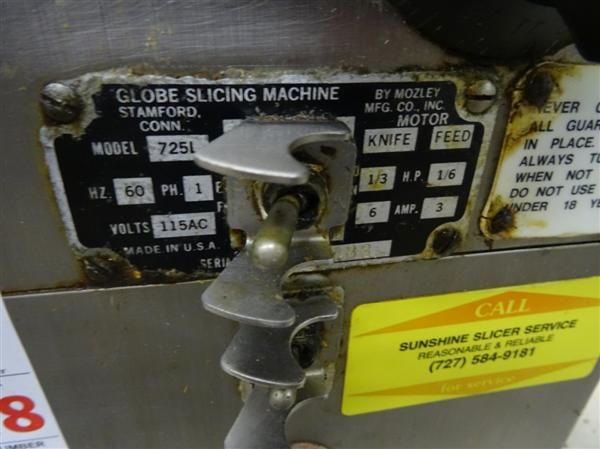 GLOBE SLICING MACHINE
STAMFORD, CONN.
BY MOZLEY MFG. CO., INC.
MOTOR
MODEL 725L
KNIFE FEED
HZ. 60 PH. 1
1/3 H.P. 1/6
VOLTS 115AC
6 AMP. 3
MADE IN U.S.A.
ALL
IN PLACE.
ALWAYS
WHEN NOT
DO NOT USE
UNDER 18
CALL
SUNSHINE SLICER SERVICE
REASONABLE & RELIABLE
(727) 584-9181
for service
8